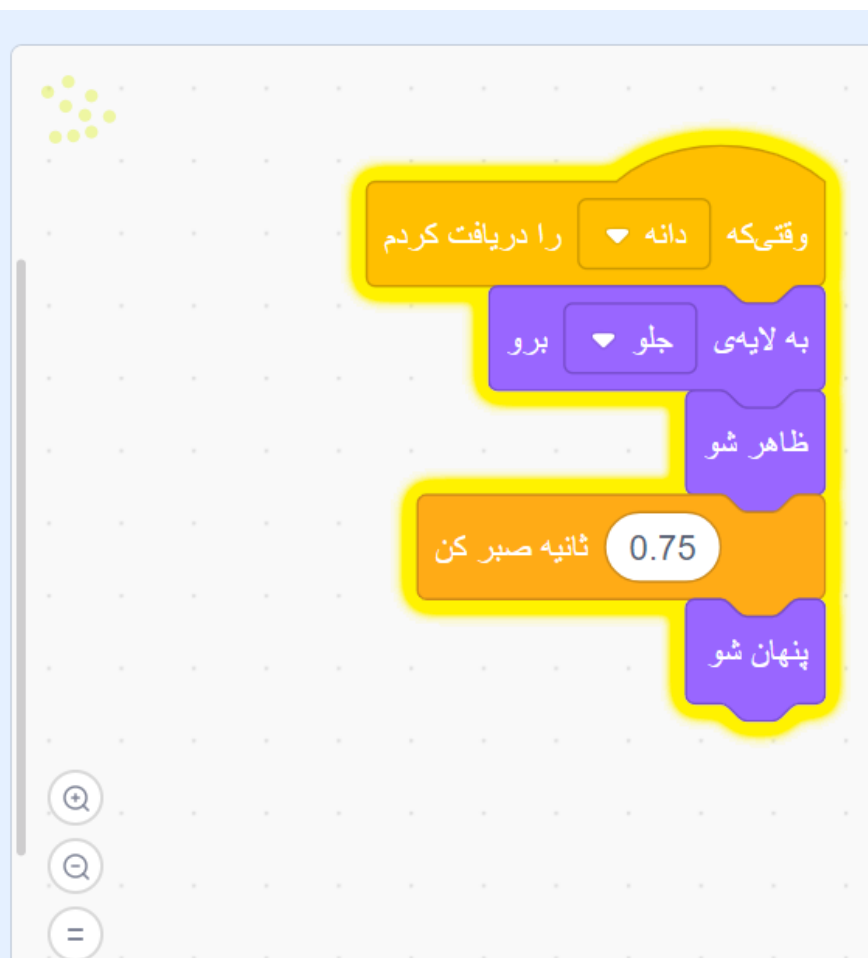 وقتی‌که دانه را دریافت کردم
به لایه‌ی جلو برو
ظاهر شو
0.75 ثانیه صبر کن
پنهان شو